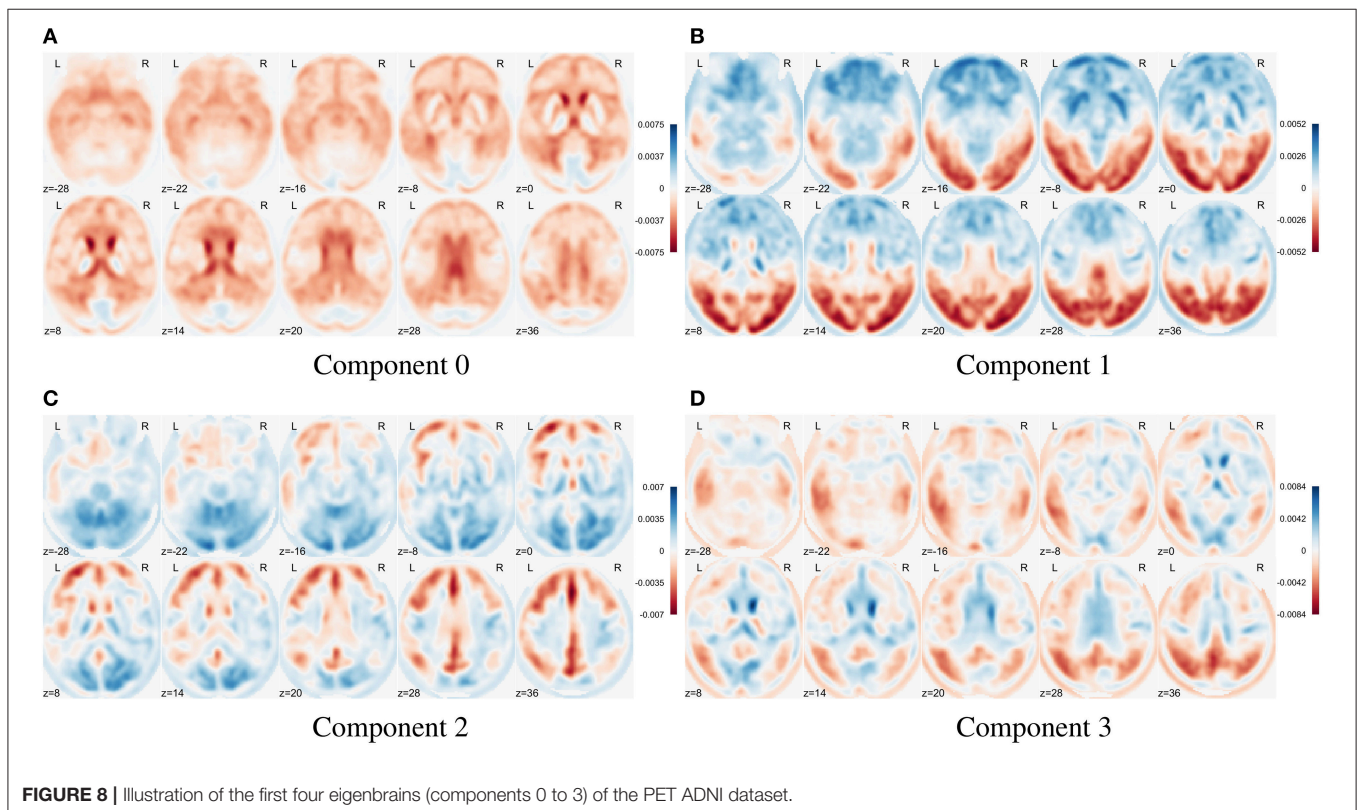 A
L R L R L R L R L R
z=-28 z=-22 z=-16 z=-8 z=0
0.0075
0.0037
0
-0.0037
-0.0075
L R L R L R L R L R
z=8 z=14 z=20 z=28 z=36
Component 0
B
L R L R L R L R L R
z=-28 z=-22 z=-16 z=-8 z=0
0.0052
0.0026
0
-0.0026
-0.0052
L R L R L R L R L R
z=8 z=14 z=20 z=28 z=36
Component 1
C
L R L R L R L R L R
z=-28 z=-22 z=-16 z=-8 z=0
0.007
0.0035
0
-0.0035
-0.007
L R L R L R L R L R
z=8 z=14 z=20 z=28 z=36
Component 2
D
L R L R L R L R L R
z=-28 z=-22 z=-16 z=-8 z=0
0.0084
0.0042
0
-0.0042
-0.0084
L R L R L R L R L R
z=8 z=14 z=20 z=28 z=36
Component 3
FIGURE 8 | Illustration of the first four eigenbrains (components 0 to 3) of the PET ADNI dataset.